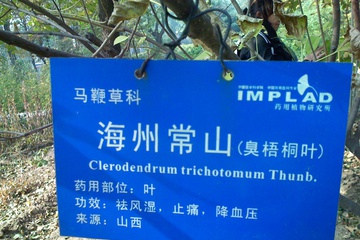 马鞭草科
IMPLAD
药用植物研究所
海州常山(臭梧桐叶)
Clerodendrum trichotomum Thunb.
药用部位：叶
功效：祛风湿，止痛，降血压
来源：山西